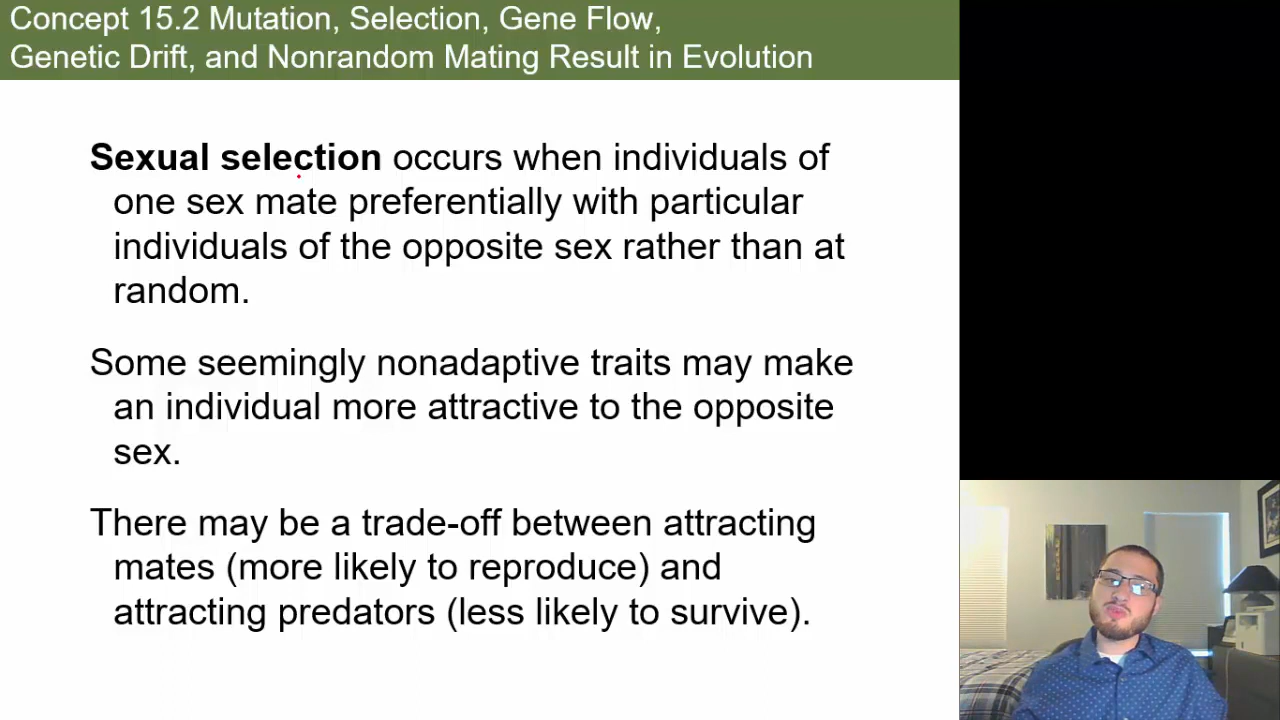 Concept 15.2 Mutation, Selection, Gene Flow,
Genetic Drift, and Nonrandom Mating Result in Evolution
Sexual selection occurs when individuals of
one sex mate preferentially with particular
individuals of the opposite sex rather than at
random.
Some seemingly nonadaptive traits may make
an individual more attractive to the opposite
sex.
There may be a trade-off between attracting
mates (more likely to reproduce) and
attracting predators (less likely to survive).